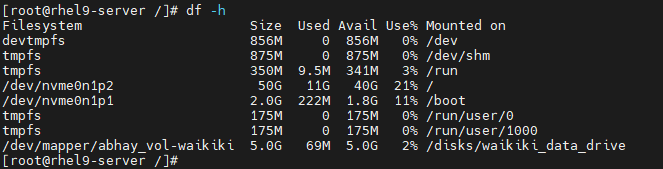 [root@rhel9-server /]# df -h
Filesystem                     Size  Used Avail Use% Mounted on
devtmpfs                       856M     0  856M   0% /dev
tmpfs                          875M     0  875M   0% /dev/shm
tmpfs                          350M  9.5M  341M   3% /run
/dev/nvme0n1p2                  50G   11G   40G  21% /
/dev/nvme0n1p1                 2.0G  222M  1.8G  11% /boot
tmpfs                          175M     0  175M   0% /run/user/0
tmpfs                          175M     0  175M   0% /run/user/1000
/dev/mapper/abhay_vol-waikiki  5.0G   69M  5.0G   2% /disks/waikiki_data_drive
[root@rhel9-server /]#